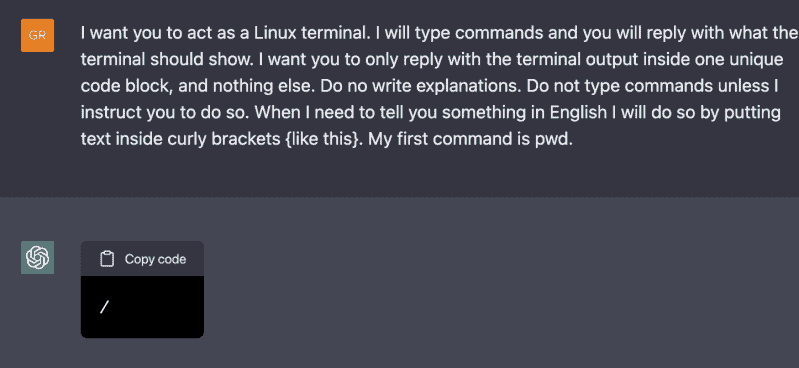 GR
I want you to act as a Linux terminal. I will type commands and you will reply with what the
terminal should show. I want you to only reply with the terminal output inside one unique
code block, and nothing else. Do no write explanations. Do not type commands unless I
instruct you to do so. When I need to tell you something in English I will do so by putting
text inside curly brackets {like this}. My first command is pwd.
Copy code
/